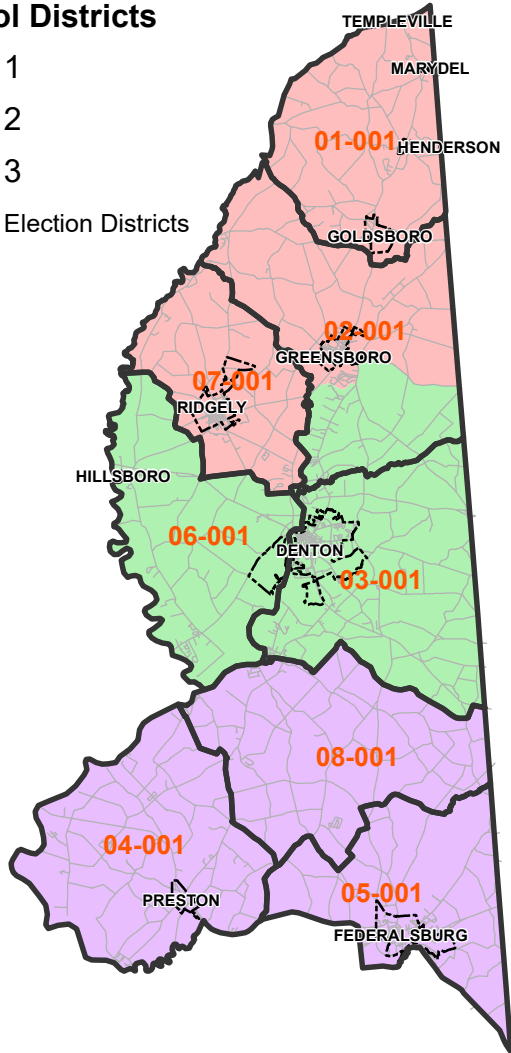 ol Districts
1
2
3
Election Districts
TEMPLEVILLE
MARYDEL
01-001
HENDERSON
GOLDSBORO
02-001
GREENSBORO
07-001
RIDGELY
HILLSBORO
06-001
DENTON
03-001
08-001
04-001
PRESTON
05-001
FEDERALSBURG